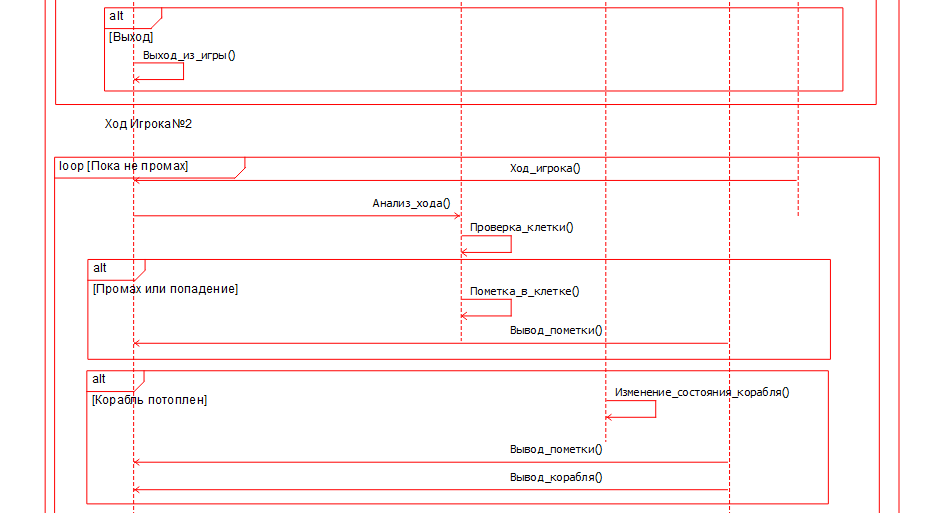 alt
[Выход]
Выход_из_игры()
Ход Игрока№2
loop [Пока не промах]
Ход_игрока()
Анализ_хода()
Проверка_клетки()
alt
[Промах или попадение]
Пометка_в_клетке()
Вывод_пометки()
alt
Изменение_состояния_корабля()
[Корабль потоплен]
Вывод_пометки()
Вывод_корабля()